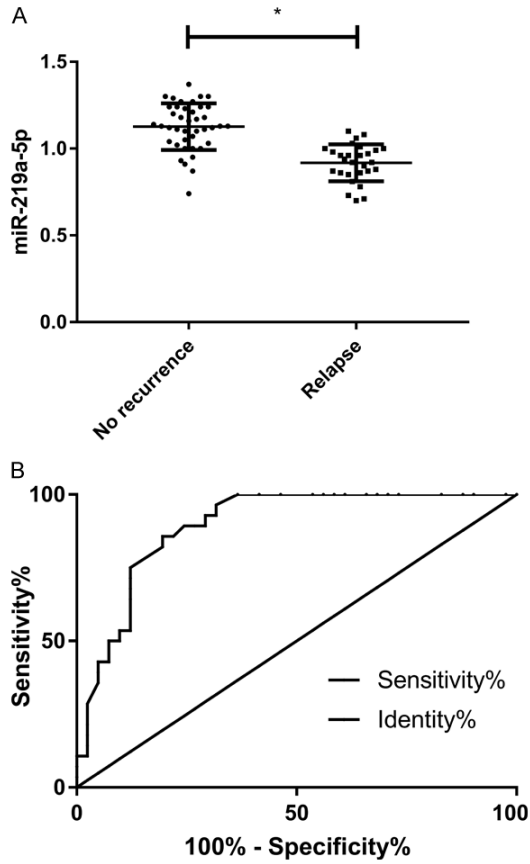 A
*
miR-219a-5p
1.5
1.0
0.5
0.0
No recurrence
Relapse
B
Sensitivity%
100
50
0
Sensitivity%
Identity%
0
50
100
100% - Specificity%